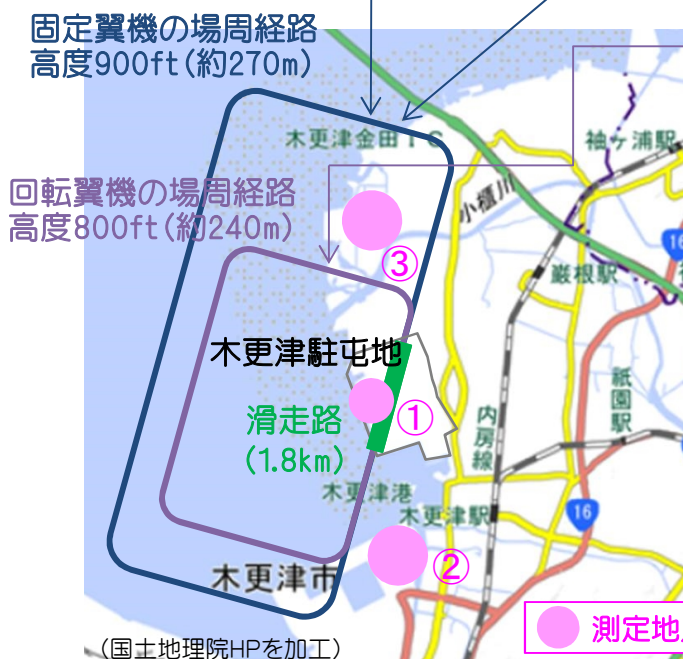 固定翼機の場周経路
高度900ft(約270m)
木更津金田IC
袖ヶ浦駅
小櫃川
回転翼機の場周経路
高度800ft(約240m)
③
16
巌根駅
木更津駐屯地
祇園駅
滑走路
(1.8km)
①
内房線
木更津港
木更津駅
16
②
木更津市
測定地
(国土地理院HPを加工)